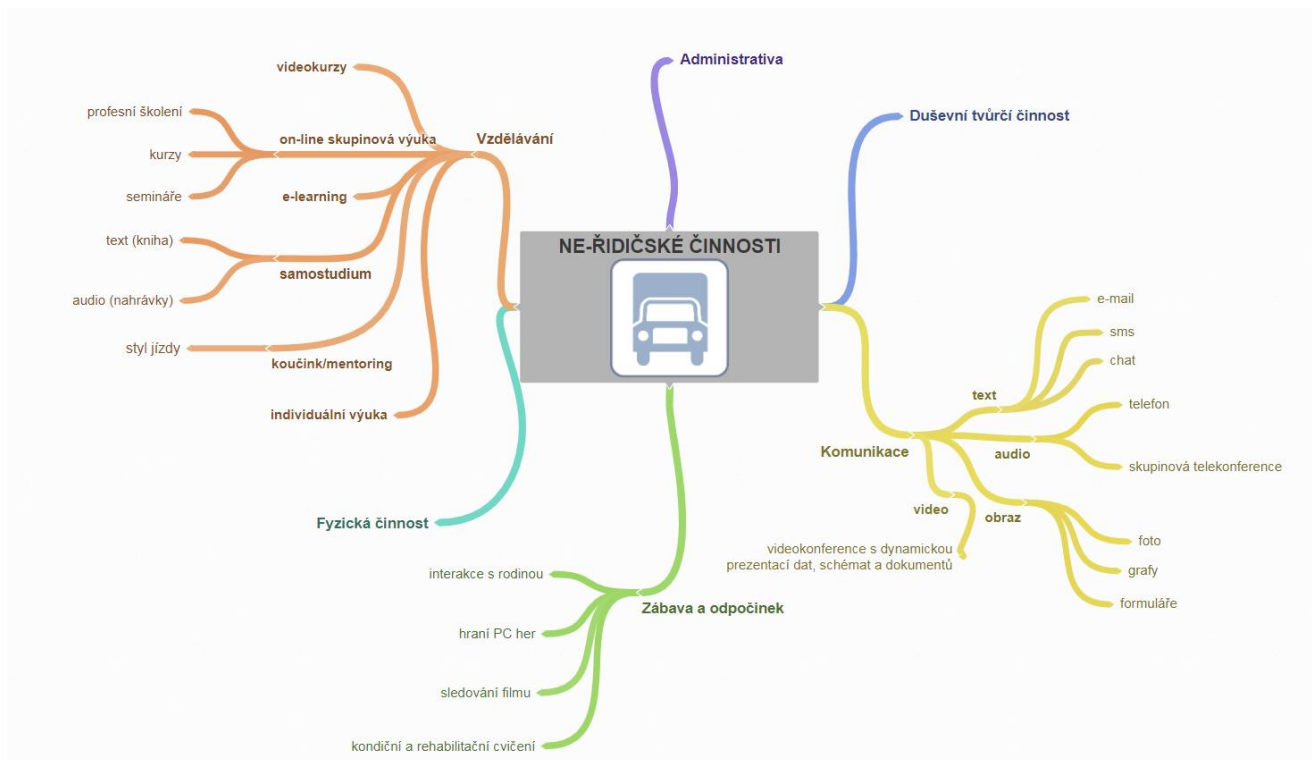 NE-ŘIDIČSKÉ ČINNOSTI
Administrativa
Duševní tvůrčí činnost
Komunikace
text
e-mail
sms
chat
audio
telefon
skupinová telekonference
obraz
foto
grafy
formuláře
video
videokonference s dynamickou
prezentací dat, schémat a dokumentů
Zábava a odpočinek
interakce s rodinou
hraní PC her
sledování filmu
kondiční a rehabilitační cvičení
Fyzická činnost
Vzdělávání
videokurzy
on-line skupinová výuka
profesní školení
kurzy
semináře
e-learning
samostudium
text (kniha)
audio (nahrávky)
koučink/mentoring
styl jízdy
individuální výuka